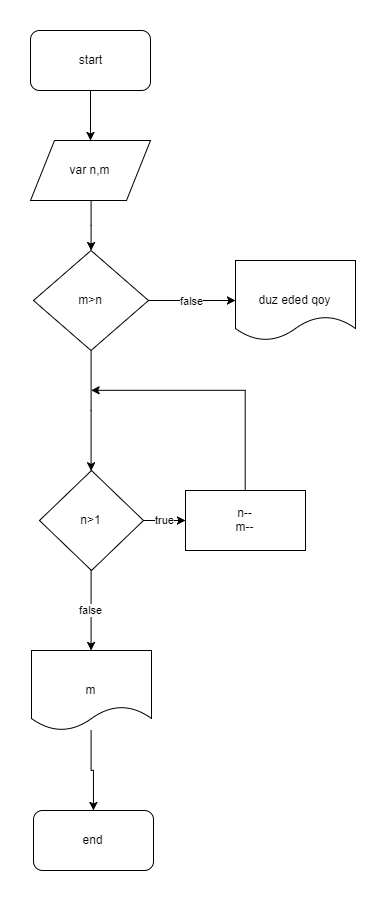 start
var n,m
m>n
false
duz eded qoy
n>1
true
n--
m--
false
m
end